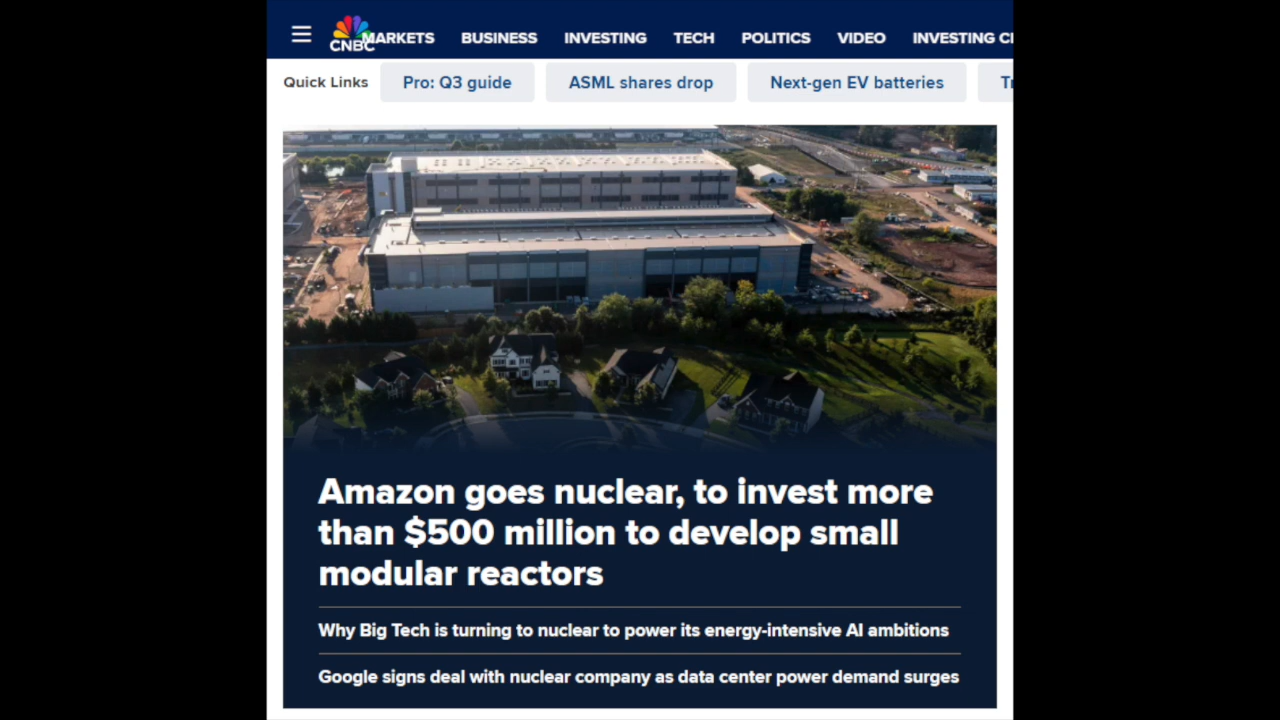 CNBC
MARKETS BUSINESS INVESTING TECH POLITICS VIDEO INVESTING
Quick Links Pro: Q3 guide ASML shares drop Next-gen EV batteries
Amazon goes nuclear, to invest more
than $500 million to develop small
modular reactors
Why Big Tech is turning to nuclear to power its energy-intensive AI ambitions
Google signs deal with nuclear company as data center power demand surges